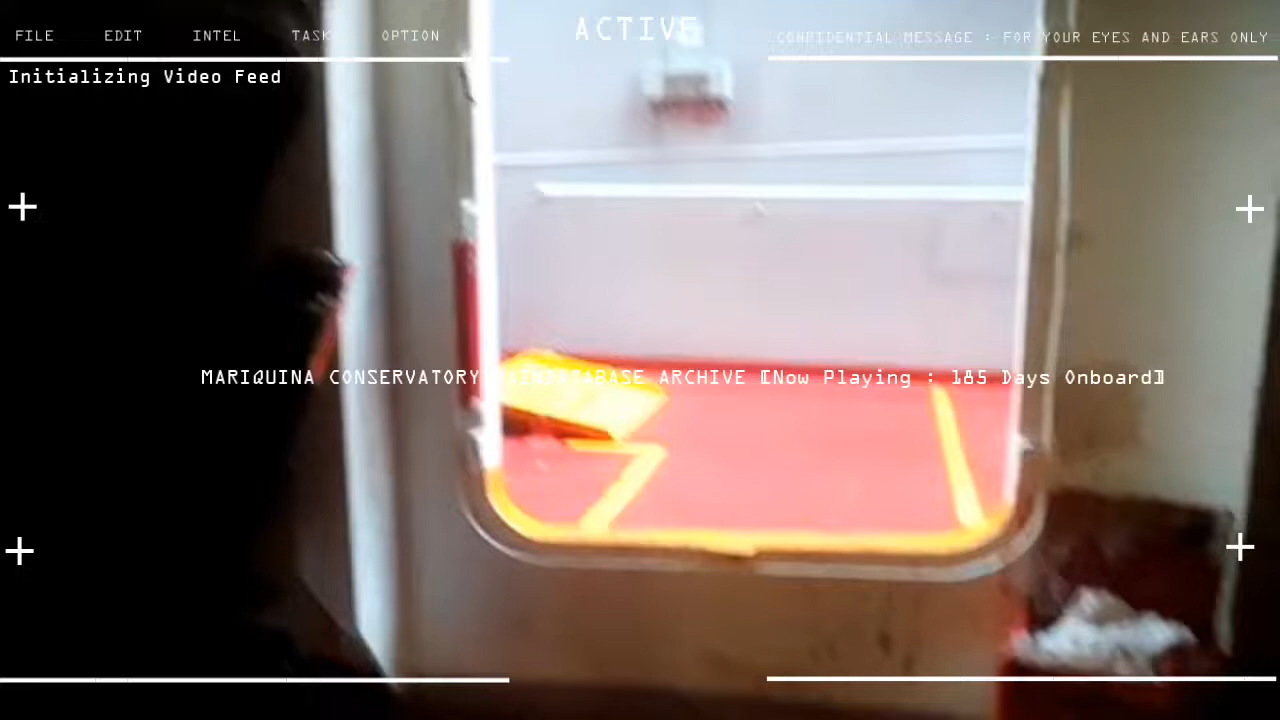 FILE EDIT INTEL TASK OPTION
ACTIVE
CONFIDENTIAL MESSAGE : FOR YOUR EYES AND EARS ONLY
Initializing Video Feed
MARIQUINA CONSERVATORY MAINDATABASE ARCHIVE [Now Playing : 185 Days Onboard]